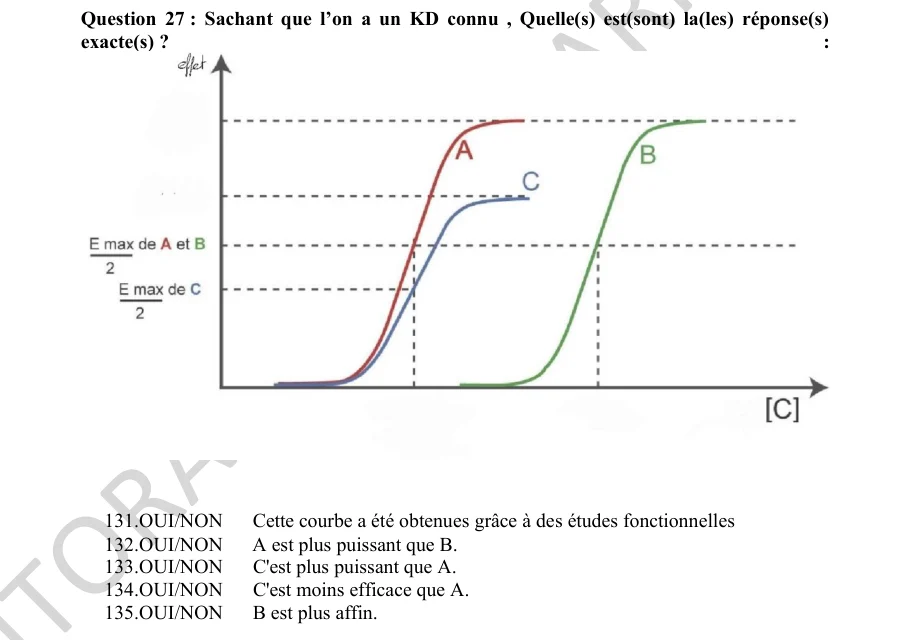 Question 27 : Sachant que l'on a un KD connu , Quelle(s) est(sont) la(les) réponse(s)
exacte(s) ? :
effet
A
B
C
E max de A et B
2
E max de C
2
[C]
131.OUI/NON Cette courbe a été obtenues grâce à des études fonctionnelles
132.OUI/NON A est plus puissant que B.
133.OUI/NON C'est plus puissant que A.
134.OUI/NON C'est moins efficace que A.
135.OUI/NON B est plus affin.